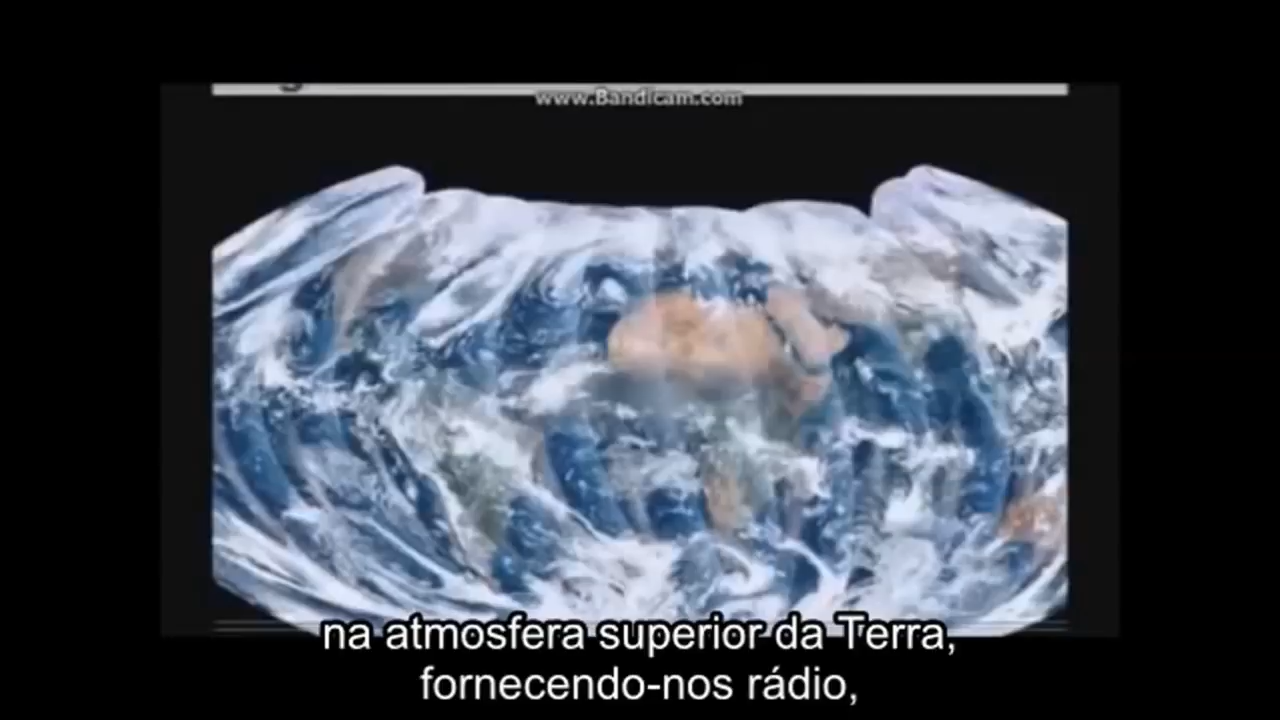 www.Bandicam.com
na atmosfera superior da Terra,
fornecendo-nos rádio,